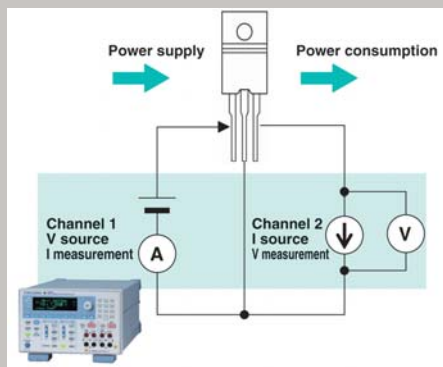 Power supply
Power consumption
Channel 1
V source
I measurement
A
Channel 2
I source
V measurement
V